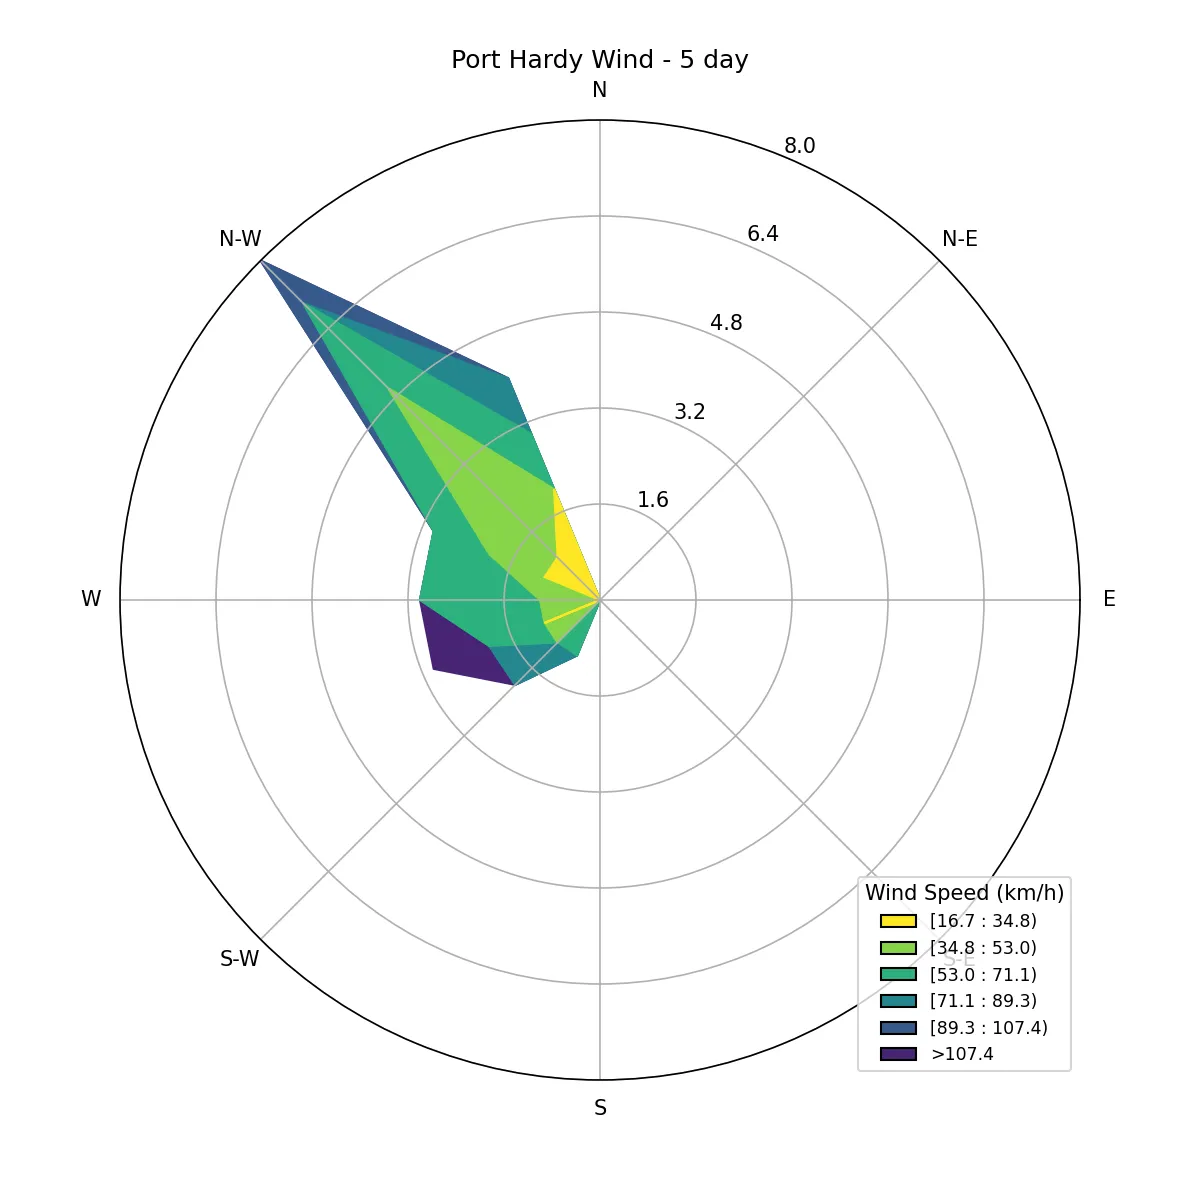 Port Hardy Wind - 5 day
N
8.0
6.4
N-W
N-E
4.8
3.2
1.6
W
E
S-W
S-E
Wind Speed (km/h)
[16.7 : 34.8)
[34.8 : 53.0)
[53.0 : 71.1)
[71.1 : 89.3)
[89.3 : 107.4)
>107.4
S